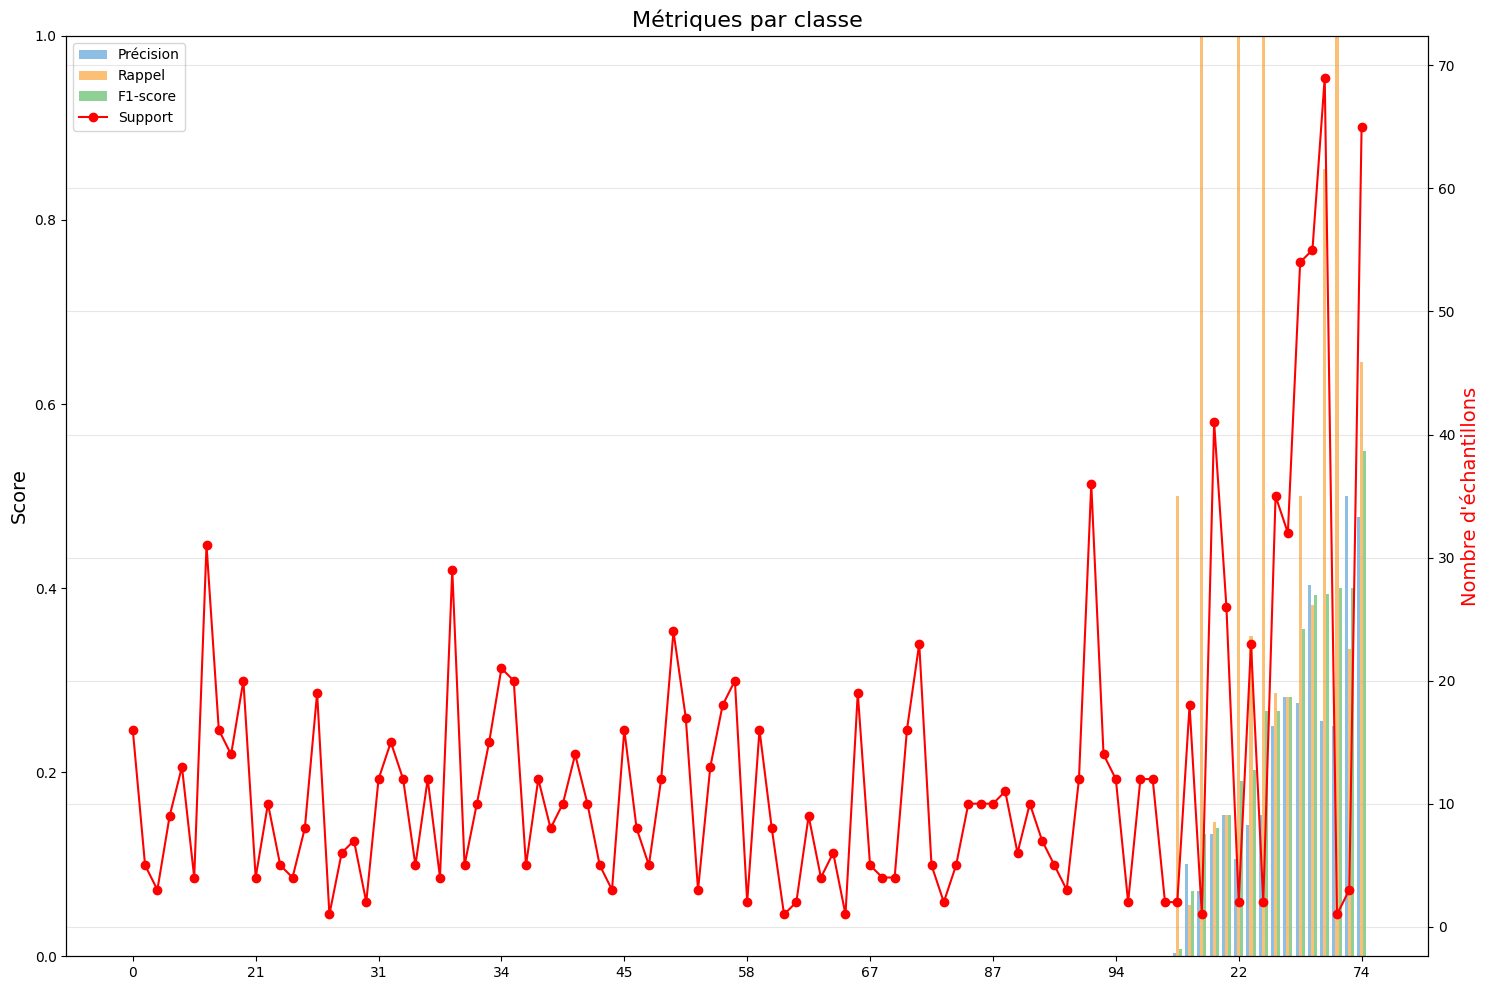 Métriques par classe
Précision
Rappel
F1-score
Support
1.0
0.8
0.6
0.4
0.2
0.0
Score
70
60
50
40
30
20
10
0
Nombre d'échantillons
0 21 31 34 45 58 67 87 94 22 74